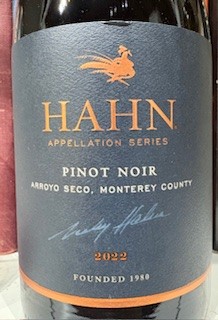 HAHN
APPELLATION SERIES
PINOT NOIR
ARROYO SECO, MONTEREY COUNTY
2022
FOUNDED 1980